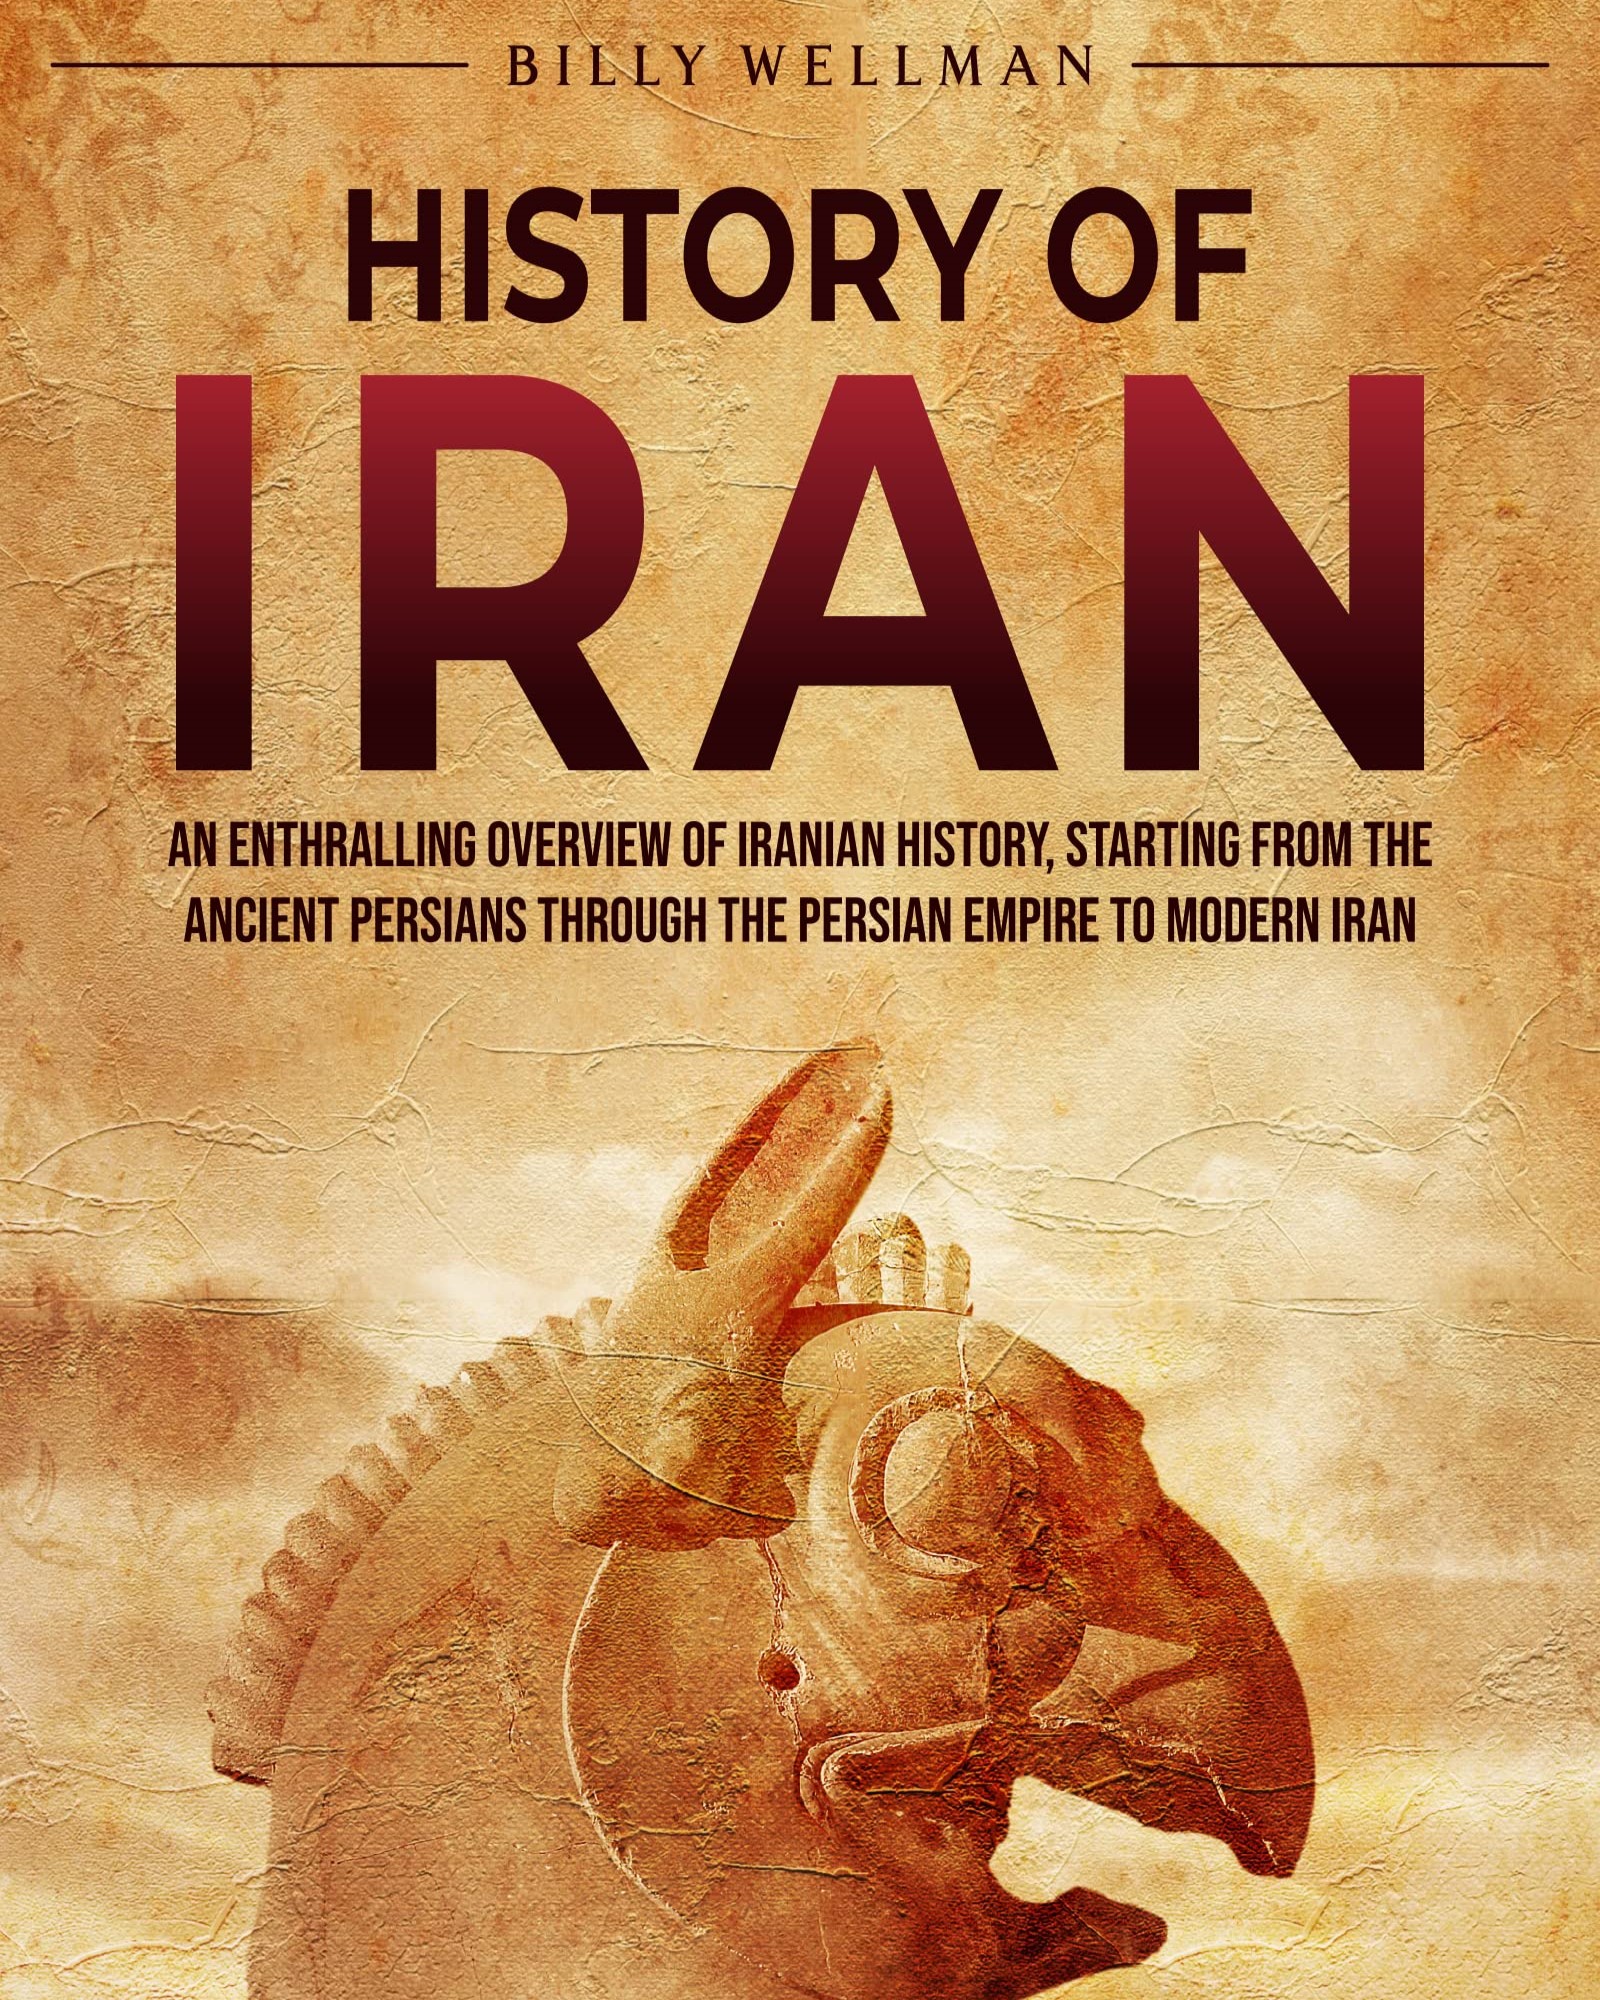 BILLY WELLMAN
HISTORY OF
IRAN
AN ENTHRALLING OVERVIEW OF IRANIAN HISTORY, STARTING FROM THE
ANCIENT PERSIANS THROUGH THE PERSIAN EMPIRE TO MODERN IRAN